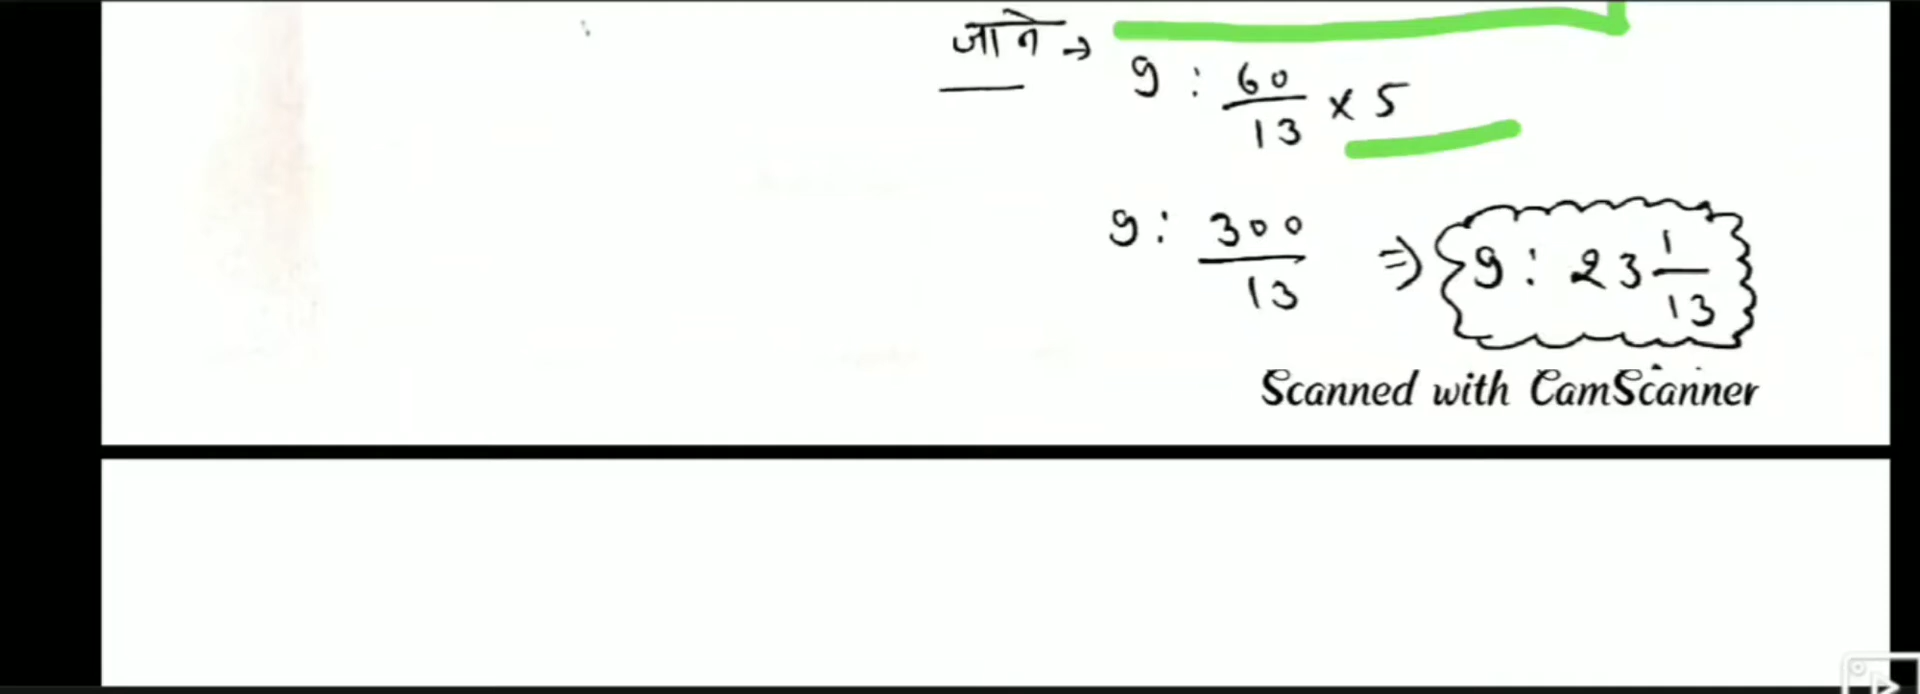 जाने →
9 : 60/13 × 5
9 : 300/13 ⇒ 9 : 23 1/13
Scanned with CamScanner